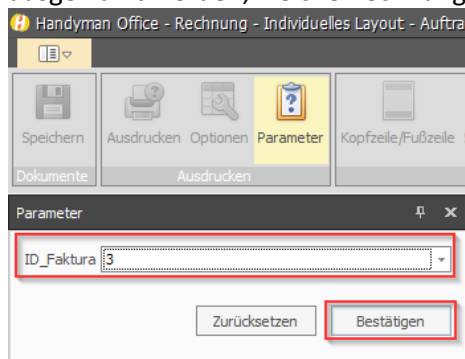 Handyman Office - Rechnung - Individuelles Layout - Auftra
Speichern
Ausdrucken Optionen Parameter
Kopfzeile/Fußzeile
Dokumente
Ausdrucken
Parameter
ID_Faktura 3
Zurücksetzen Bestätigen